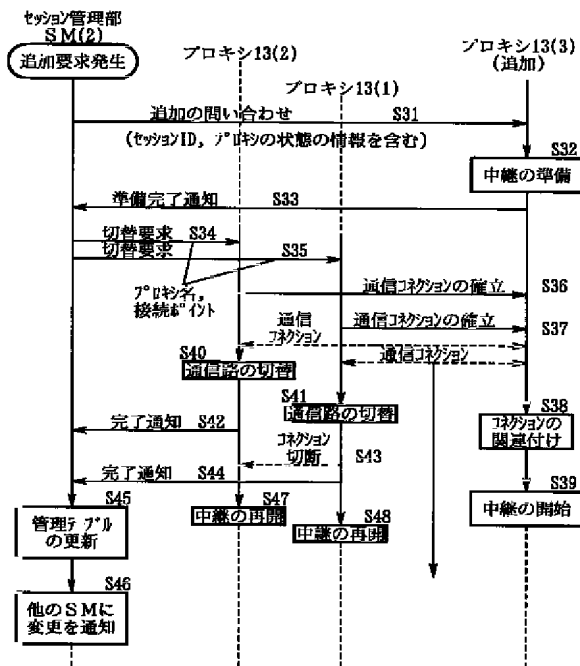 セッション管理部
SM(2)
追加要求発生
プロキシ13(2)
プロキシ13(1)
プロキシ13(3)
(追加)
追加の問い合わせ
S31
(セッションID, プロキシの状態の情報を含む)
S32
中継の準備
準備完了通知
S33
切替要求
S34
切替要求
S35
プロキシ名,
接続ポイント
通信コネクションの確立
S36
通信コネクションの確立
S37
通信
コネクション
通信コネクション
S40
通信路の切替
S41
通信路の切替
S38
コネクションの
関連付け
完了通知
S42
コネクション
切断
S43
完了通知
S44
S39
中継の開始
S45
管理テーブル
の更新
S47
中継の再開
S48
中継の再開
S46
他のSMに
変更を通知